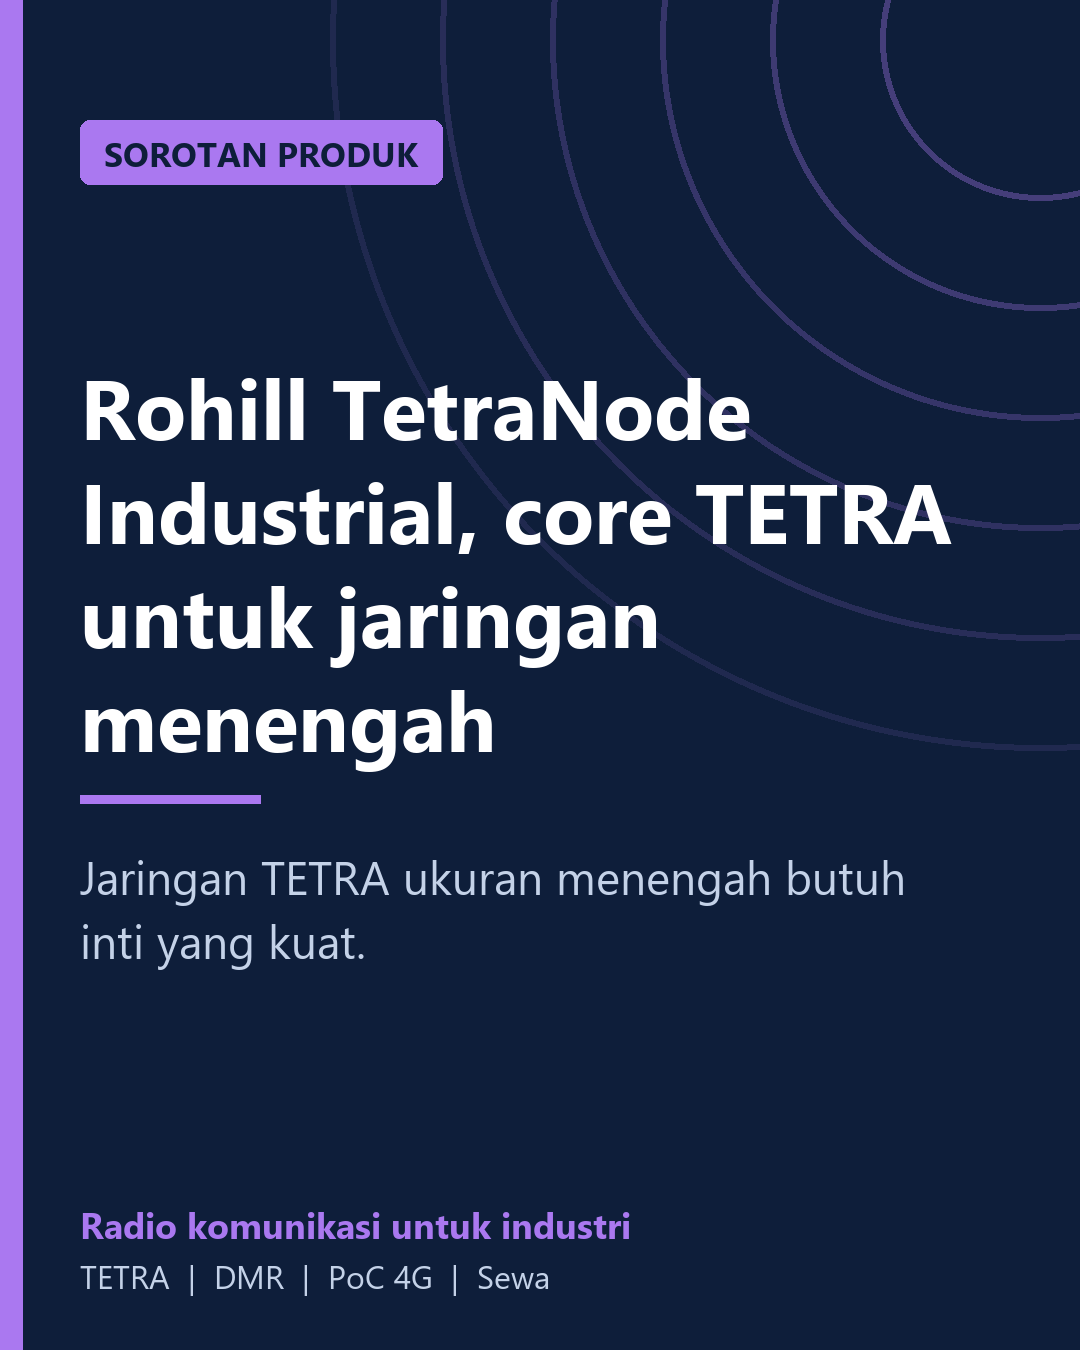 SOROTAN PRODUK
Rohill TetraNode
Industrial, core TETRA
untuk jaringan
menengah
Jaringan TETRA ukuran menengah butuh
inti yang kuat.
Radio komunikasi untuk industri
TETRA | DMR | PoC 4G | Sewa